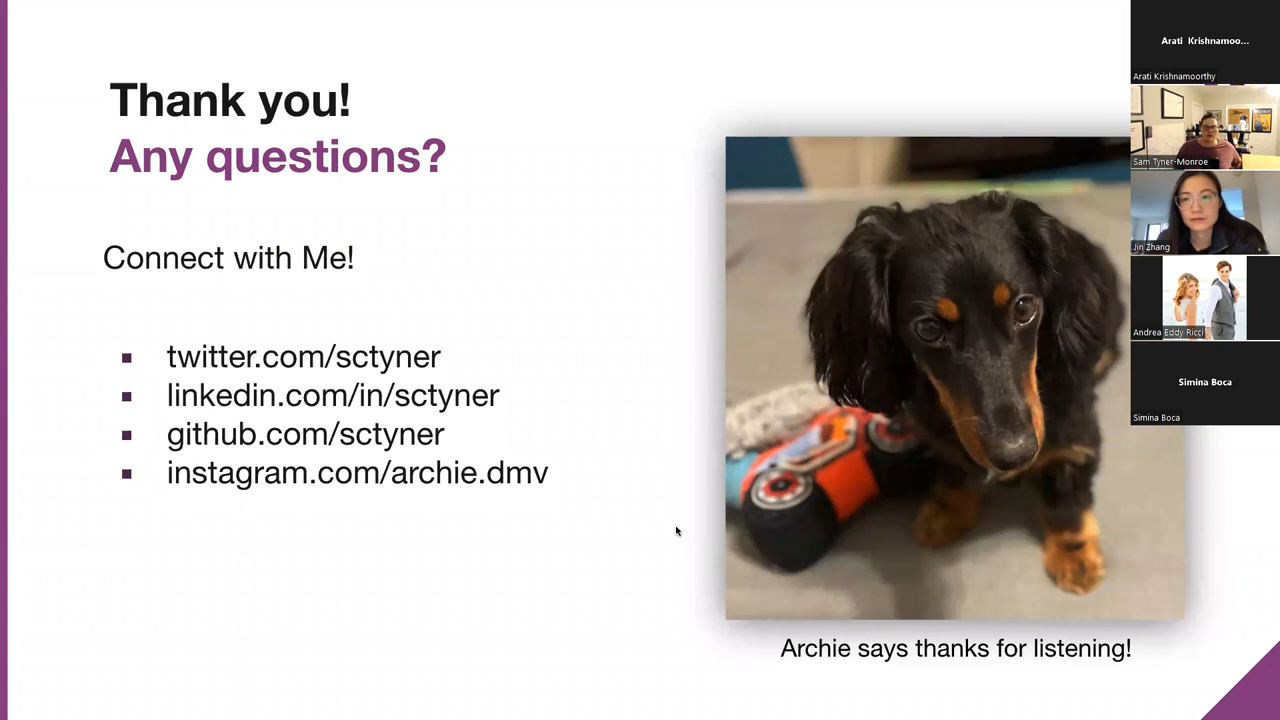 Thank you!
Any questions?
Connect with Me!
▪ twitter.com/sctyner
▪ linkedin.com/in/sctyner
▪ github.com/sctyner
▪ instagram.com/archie.dmv
Archie says thanks for listening!
Arati Krishnamoo...
Arati Krishnamoorthy
Sam Tyner-Monroe
Jin Zhang
Andrea Eddy Ricci
Simina Boca
Simina Boca